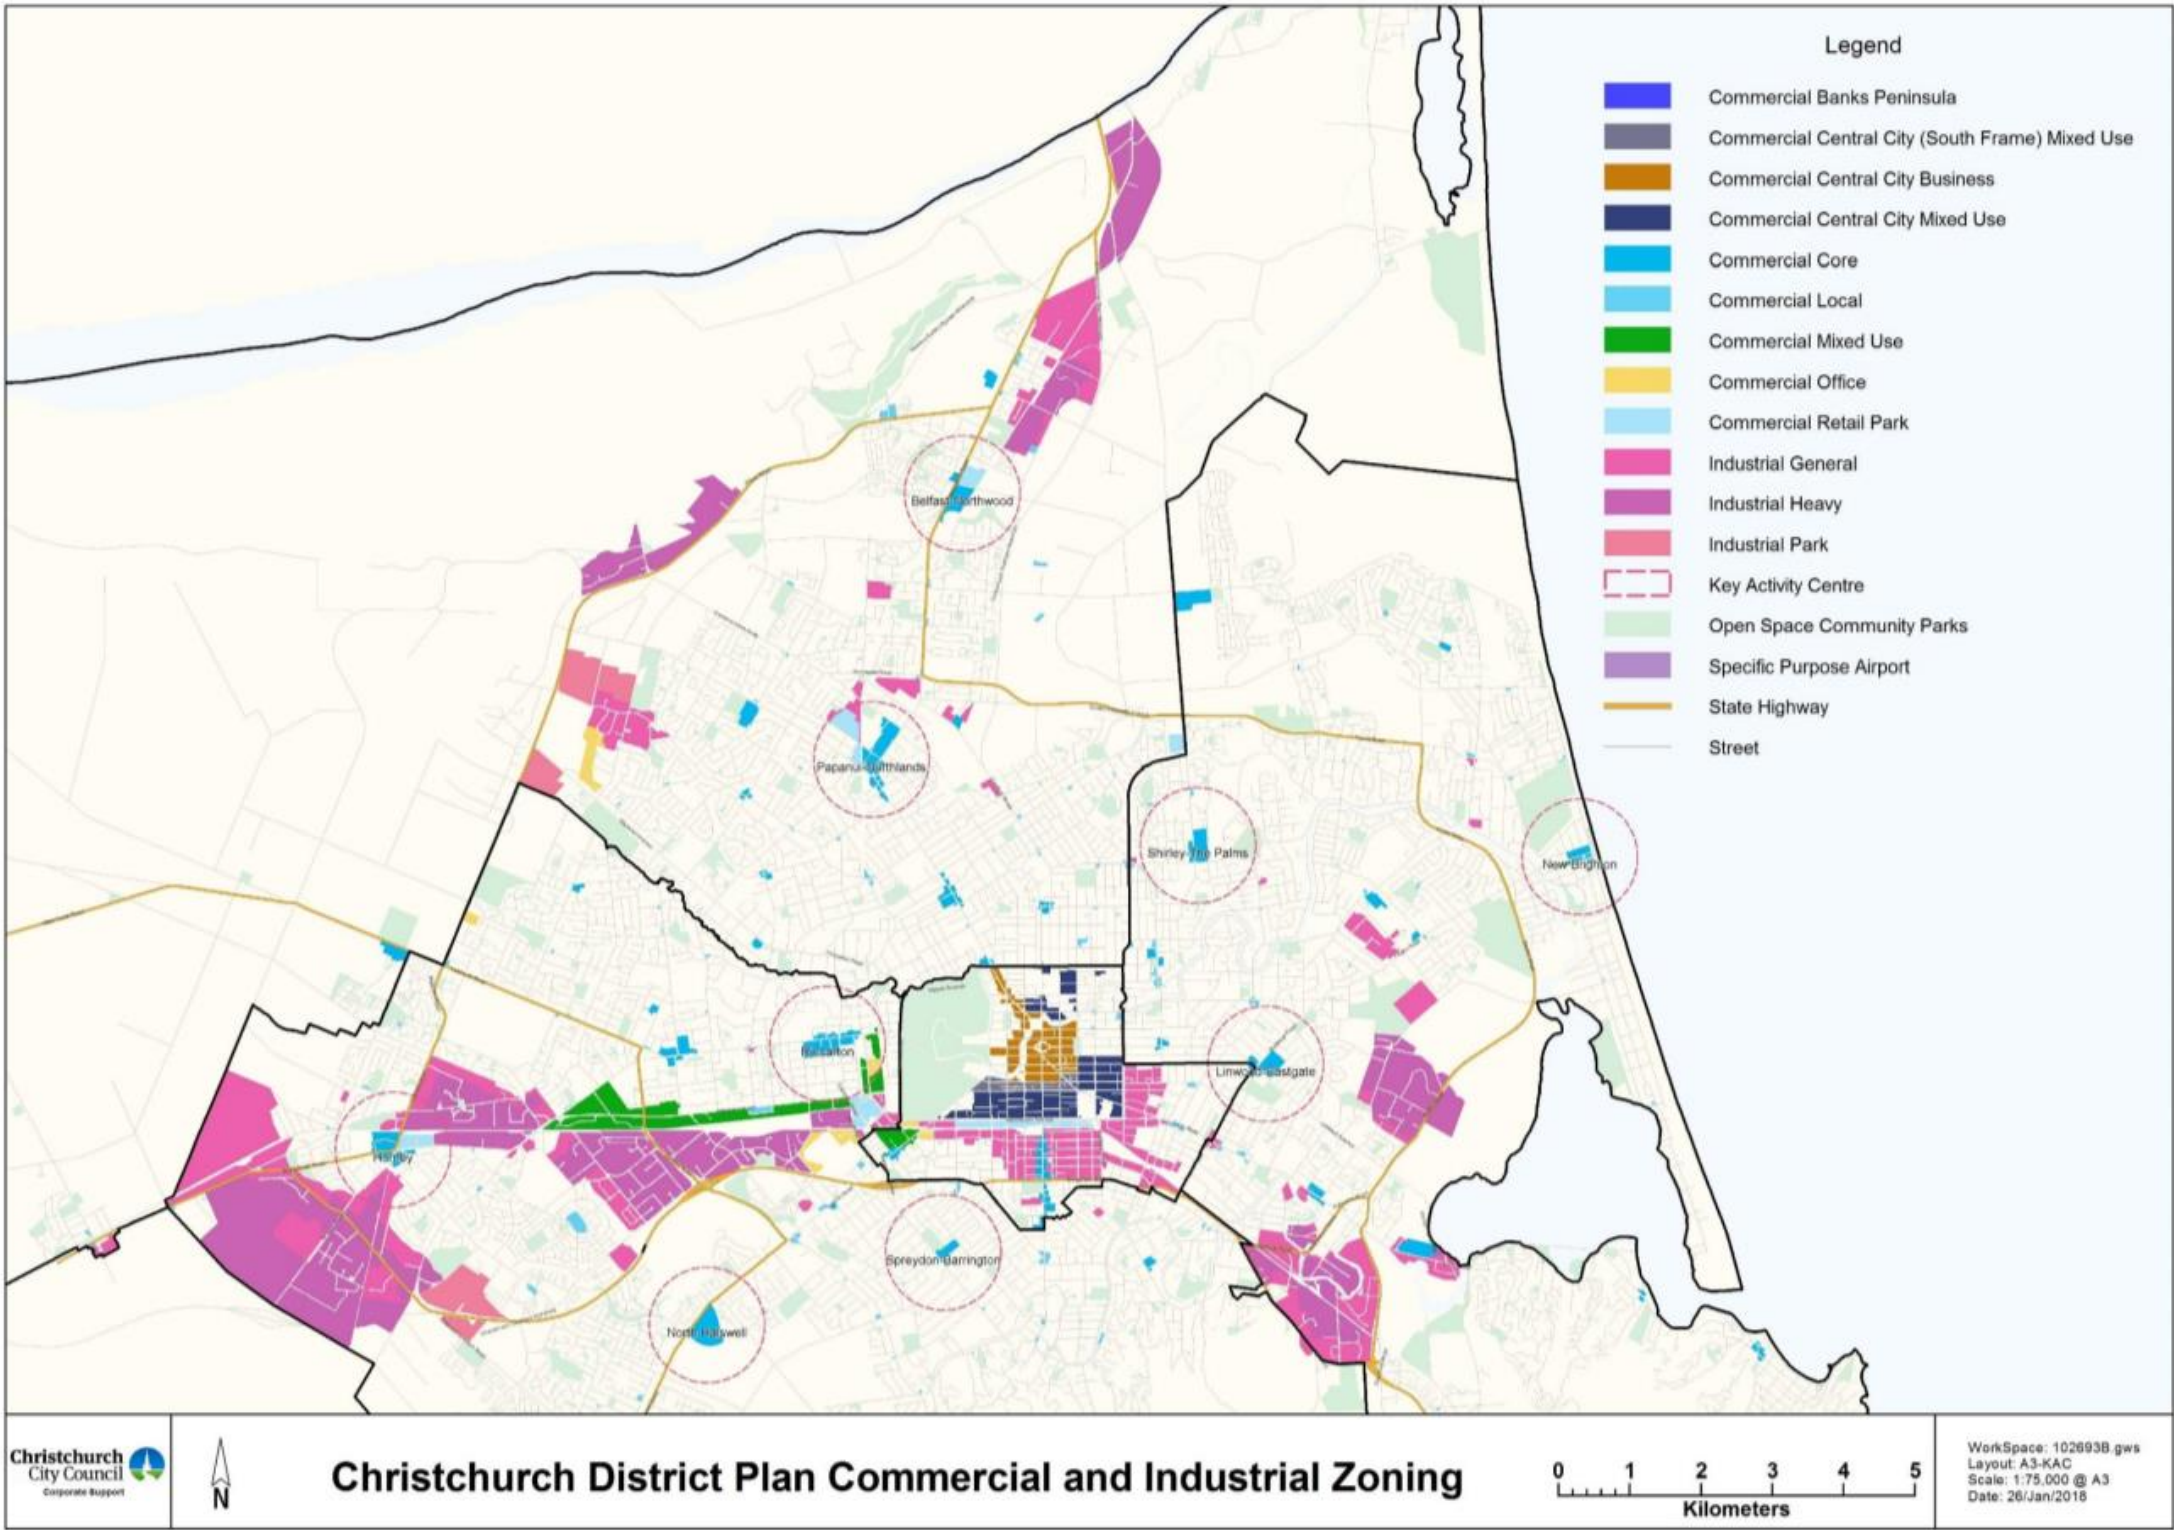 Legend
Commercial Banks Peninsula
Commercial Central City (South Frame) Mixed Use
Commercial Central City Business
Commercial Central City Mixed Use
Commercial Core
Commercial Local
Commercial Mixed Use
Commercial Office
Commercial Retail Park
Industrial General
Industrial Heavy
Industrial Park
Key Activity Centre
Open Space Community Parks
Specific Purpose Airport
State Highway
Street
Belfast-Northwood
Papanui-Northlands
Shirley-The Palms
New Brighton
Riccarton
Linwood-Eastgate
Hornby
Spreydon-Barrington
North Halswell
Christchurch
City Council
Corporate Support
N
Christchurch District Plan Commercial and Industrial Zoning
0 1 2 3 4 5
Kilometers
WorkSpace: 102693B.gws
Layout: A3-KAC
Scale: 1:75,000 @ A3
Date: 26/Jan/2018